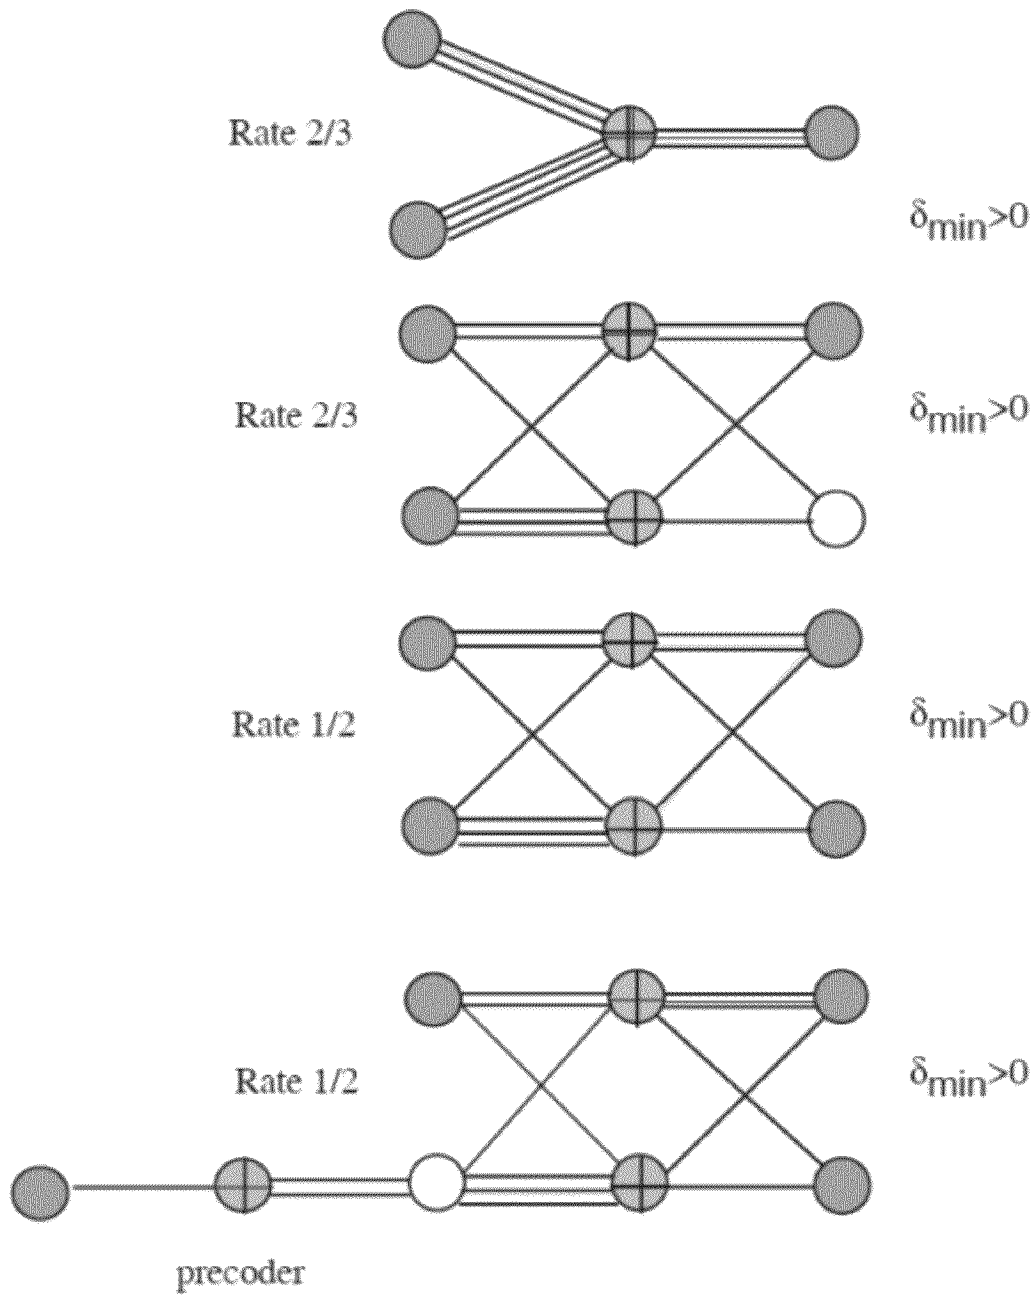 Rate 2/3
δmin>0
Rate 2/3
δmin>0
Rate 1/2
δmin>0
Rate 1/2
δmin>0
precoder